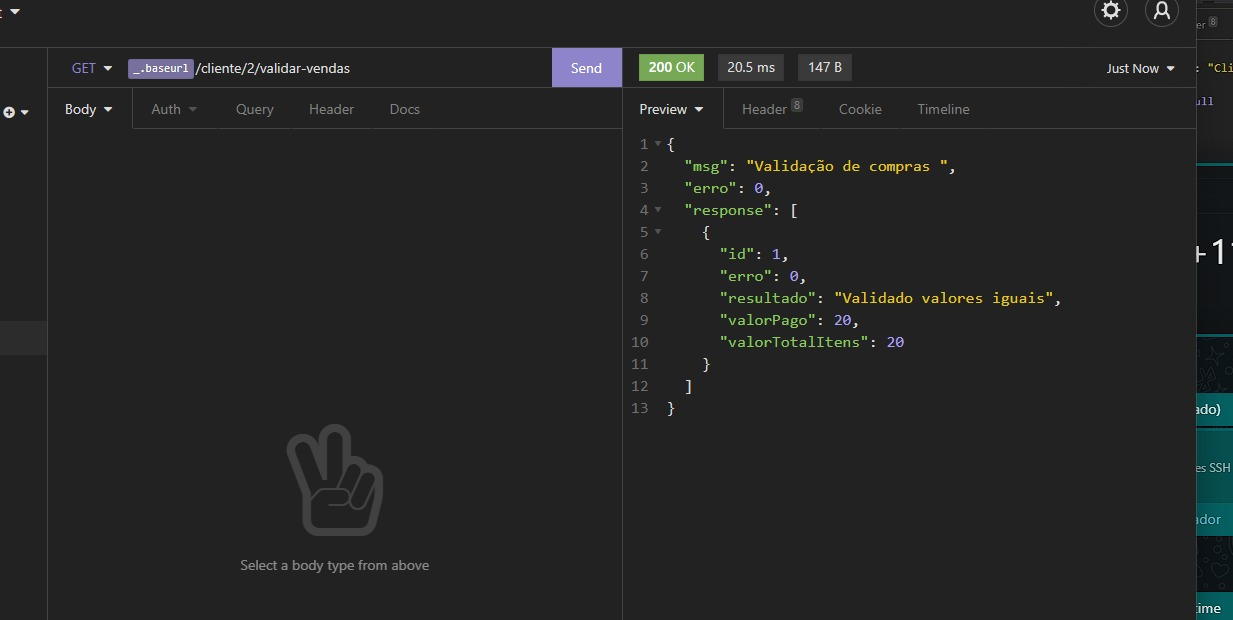 GET _.baseurl /cliente/2/validar-vendas Send 200 OK 20.5 ms 147 B Just Now
Body Auth Query Header Docs Preview Header 8 Cookie Timeline
1 {
2 "msg": "Validação de compras ",
3 "erro": 0,
4 "response": [
5 {
6 "id": 1,
7 "erro": 0,
8 "resultado": "Validado valores iguais",
9 "valorPago": 20,
10 "valorTotalItens": 20
11 }
12 ]
13 }
Select a body type from above
SSH